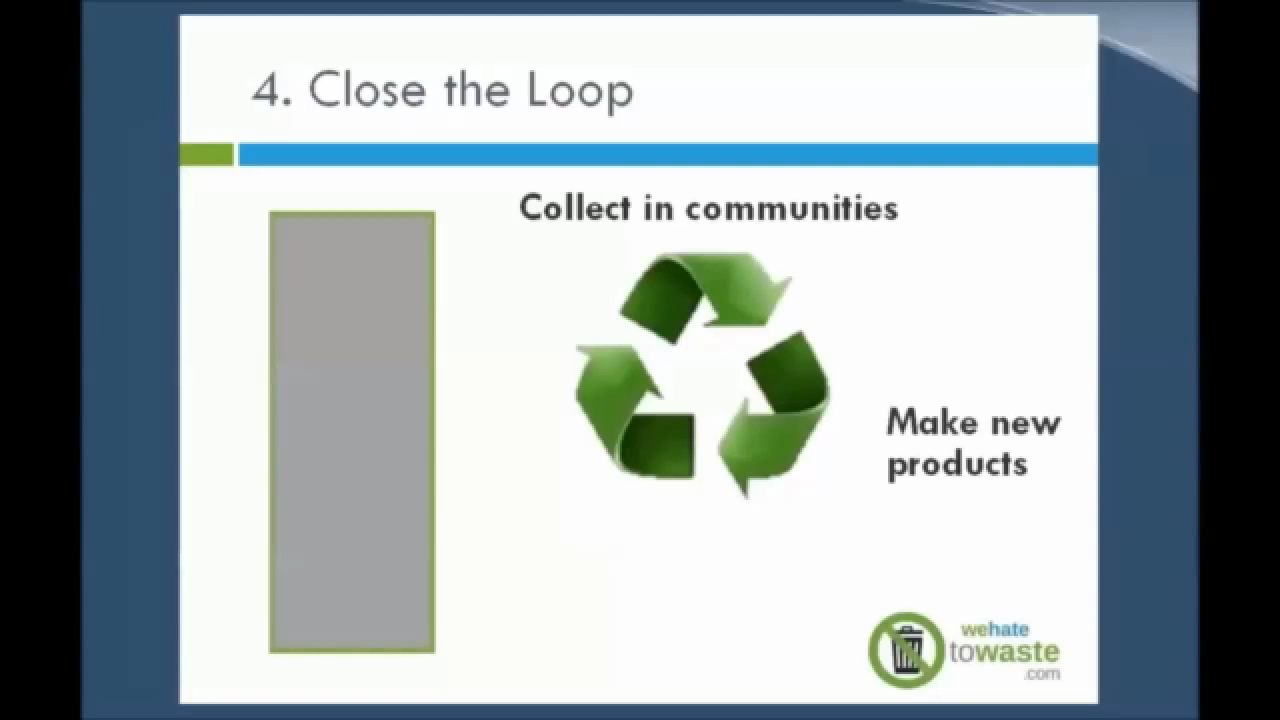 4. Close the Loop
Collect in communities
Make new
products
wehate
towaste
.com